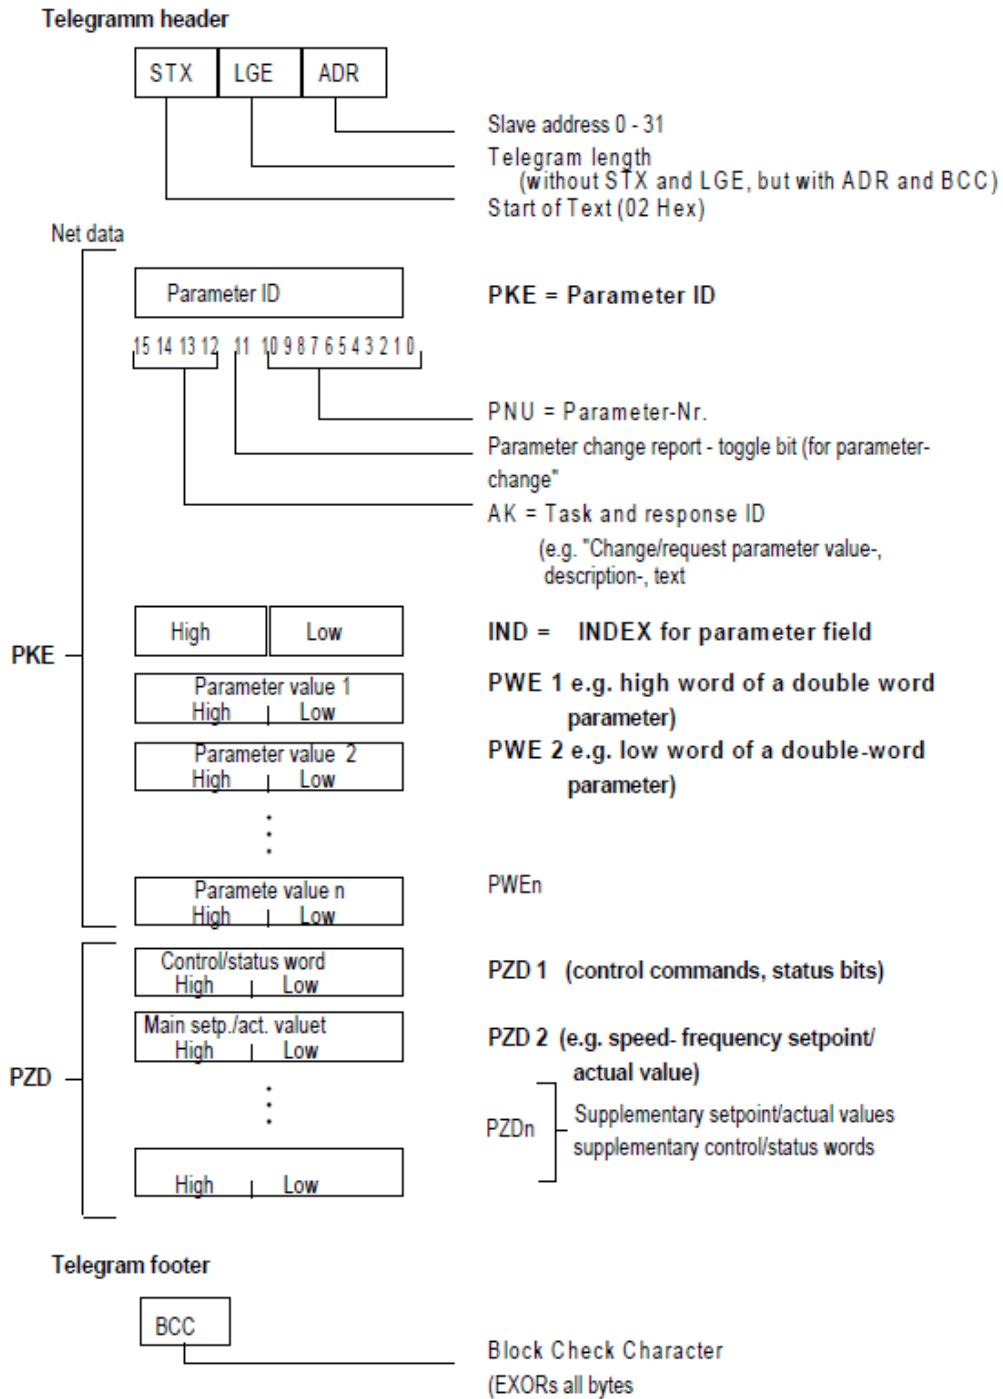 Telegramm header
STX LGE ADR
Slave address 0 - 31
Telegram length
(without STX and LGE, but with ADR and BCC)
Start of Text (02 Hex)
Net data
Parameter ID PKE = Parameter ID
15 14 13 12 11 10 9 8 7 6 5 4 3 2 1 0
PNU = Parameter-Nr.
Parameter change report - toggle bit (for parameter-
change"
AK = Task and response ID
(e.g. "Change/request parameter value-,
description-, text
High Low IND = INDEX for parameter field
PKE
Parameter value 1 PWE 1 e.g. high word of a double word
High Low parameter)
Parameter value 2 PWE 2 e.g. low word of a double-word
High Low parameter)
Paramete value n PWEn
High Low
Control/status word PZD 1 (control commands, status bits)
High Low
Main setp./act. valuet PZD 2 (e.g. speed- frequency setpoint/
High Low actual value)
PZD
PZDn Supplementary setpoint/actual values
supplementary control/status words
High Low
Telegram footer
BCC
Block Check Character
(EXORs all bytes